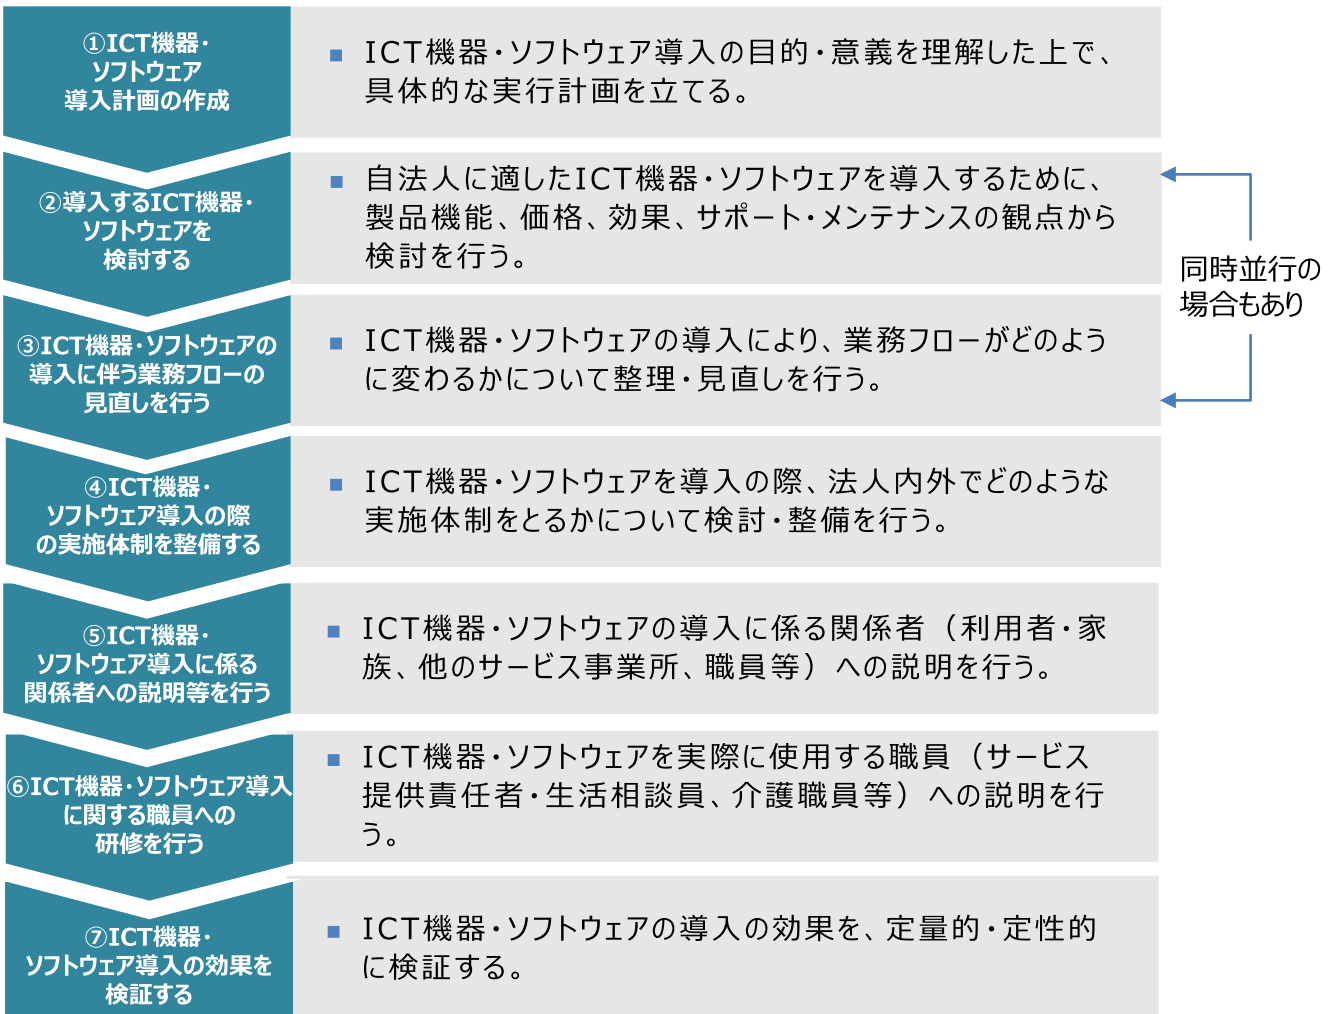 ①ICT機器・
ソフトウェア
導入計画の作成
■ ICT機器・ソフトウェア導入の目的・意義を理解した上で、
具体的な実行計画を立てる。
②導入するICT機器・
ソフトウェアを
検討する
■ 自法人に適したICT機器・ソフトウェアを導入するために、
製品機能、価格、効果、サポート・メンテナンスの観点から
検討を行う。
③ICT機器・ソフトウェアの
導入に伴う業務フローの
見直しを行う
■ ICT機器・ソフトウェアの導入により、業務フローがどのよう
に変わるかについて整理・見直しを行う。
同時並行の
場合もあり
④ICT機器・
ソフトウェア導入の際
の実施体制を整備する
■ ICT機器・ソフトウェアを導入の際、法人内外でどのような
実施体制をとるかについて検討・整備を行う。
⑤ICT機器・
ソフトウェア導入に係る
関係者への説明等を行う
■ ICT機器・ソフトウェアの導入に係る関係者（利用者・家
族、他のサービス事業所、職員等）への説明を行う。
⑥ICT機器・ソフトウェア導入
に関する職員への
研修を行う
■ ICT機器・ソフトウェアを実際に使用する職員（サービス
提供責任者・生活相談員、介護職員等）への説明を行
う。
⑦ICT機器・
ソフトウェア導入の効果を
検証する
■ ICT機器・ソフトウェアの導入の効果を、定量的・定性的
に検証する。